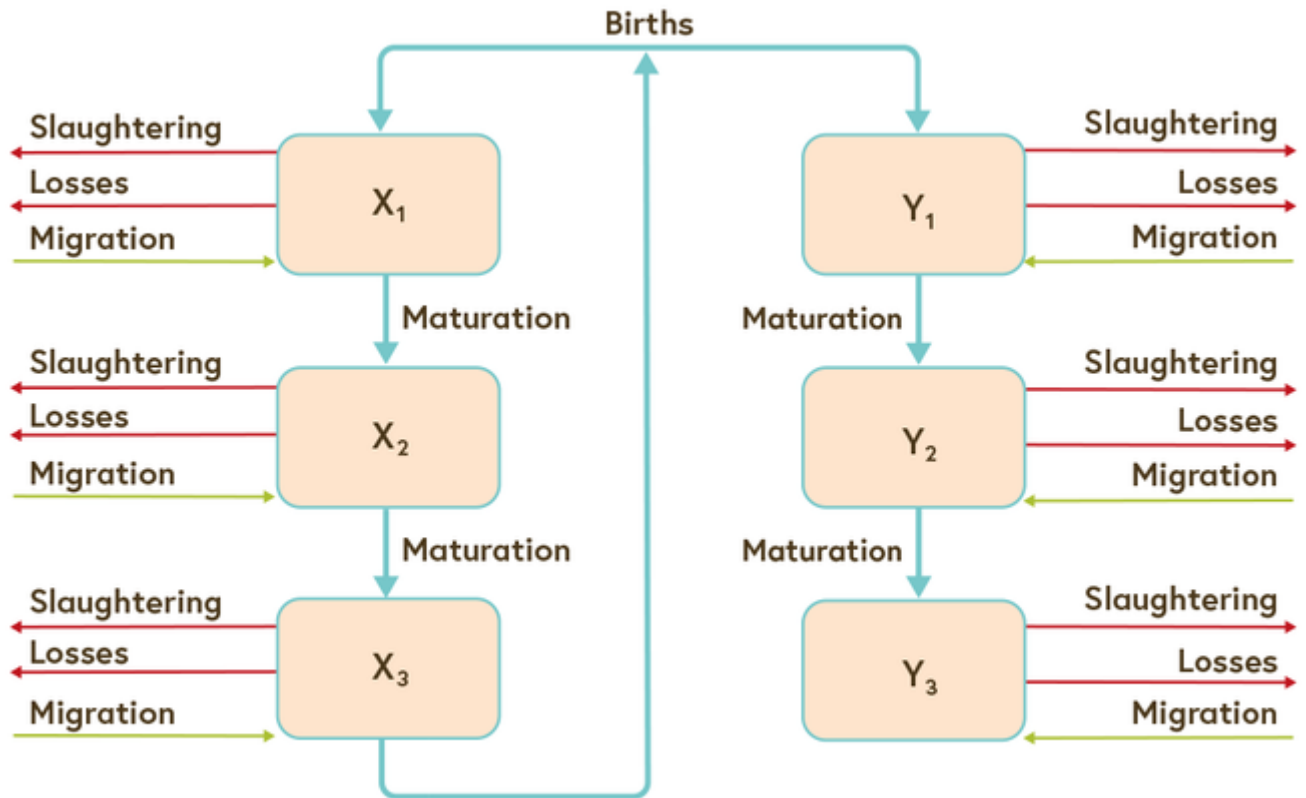 Births
Slaughtering
Losses
Migration
X₁
Slaughtering
Losses
Migration
Y₁
Maturation
Maturation
Slaughtering
Losses
Migration
X₂
Slaughtering
Losses
Migration
Y₂
Maturation
Maturation
Slaughtering
Losses
Migration
X₃
Slaughtering
Losses
Migration
Y₃